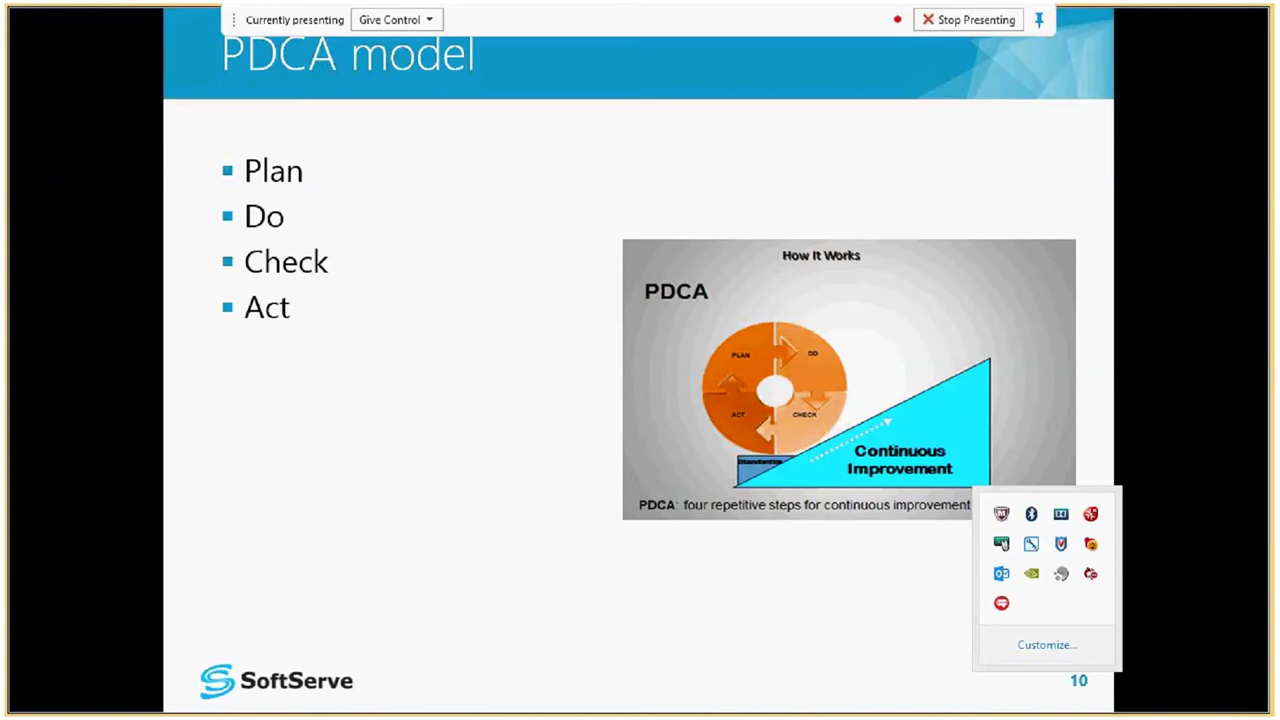 Currently presenting
Give Control
Stop Presenting
PDCA model
Plan
Do
Check
Act
How It Works
PDCA
PLAN
DO
ACT
CHECK
Standardize
Continuous
Improvement
PDCA: four repetitive steps for continuous improvement
Customize...
SoftServe
10